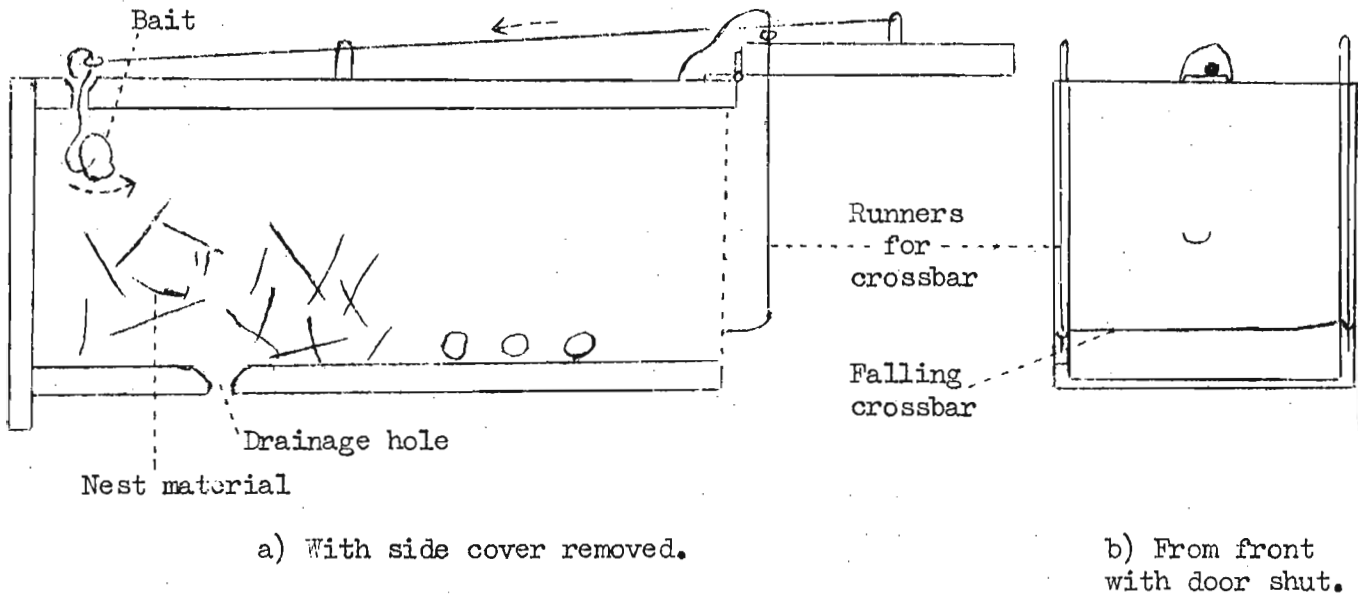 Bait
Runners
for
crossbar
Falling
crossbar
Drainage hole
Nest material
a) With side cover removed.
b) From front
with door shut.